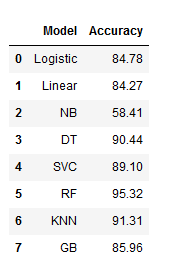 Model Accuracy
0 Logistic 84.78
1 Linear 84.27
2 NB 58.41
3 DT 90.44
4 SVC 89.10
5 RF 95.32
6 KNN 91.31
7 GB 85.96